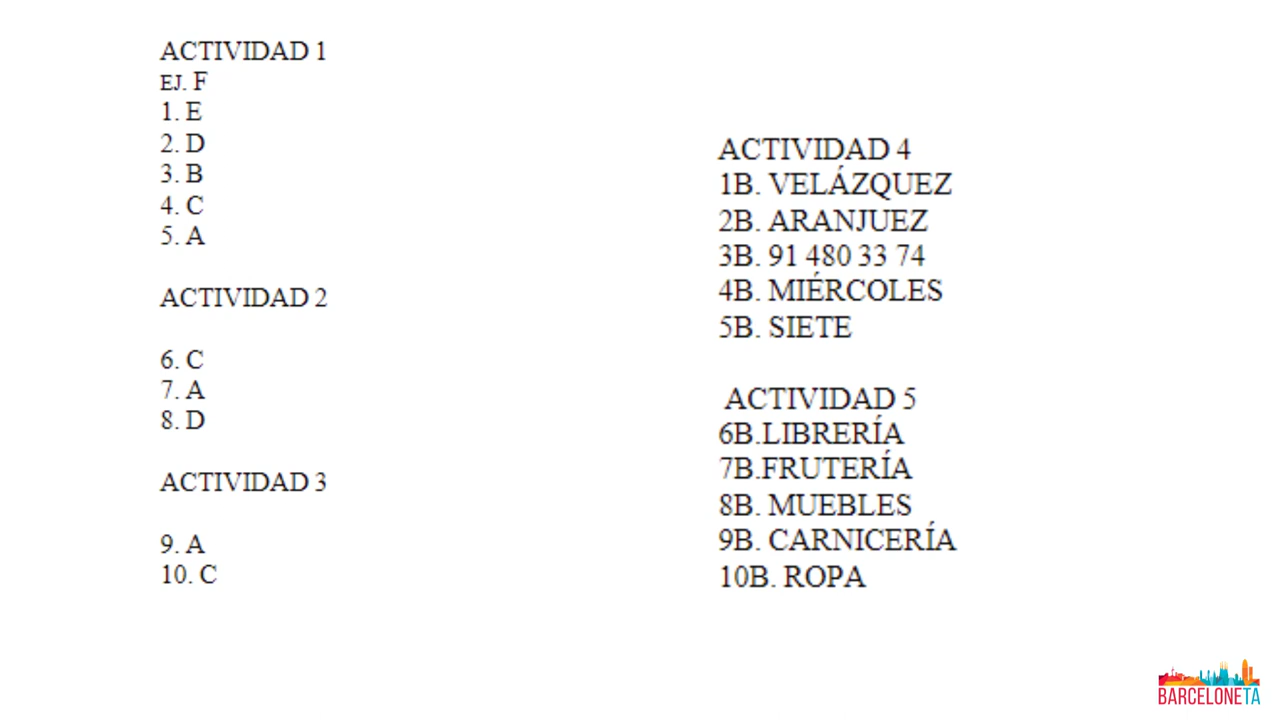 ACTIVIDAD 1
EJ. F
1. E
2. D
3. B
4. C
5. A
ACTIVIDAD 2
6. C
7. A
8. D
ACTIVIDAD 3
9. A
10. C
ACTIVIDAD 4
1B. VELÁZQUEZ
2B. ARANJUEZ
3B. 91 480 33 74
4B. MIÉRCOLES
5B. SIETE
ACTIVIDAD 5
6B.LIBRERÍA
7B.FRUTERÍA
8B. MUEBLES
9B. CARNICERÍA
10B. ROPA
BARCELONETA